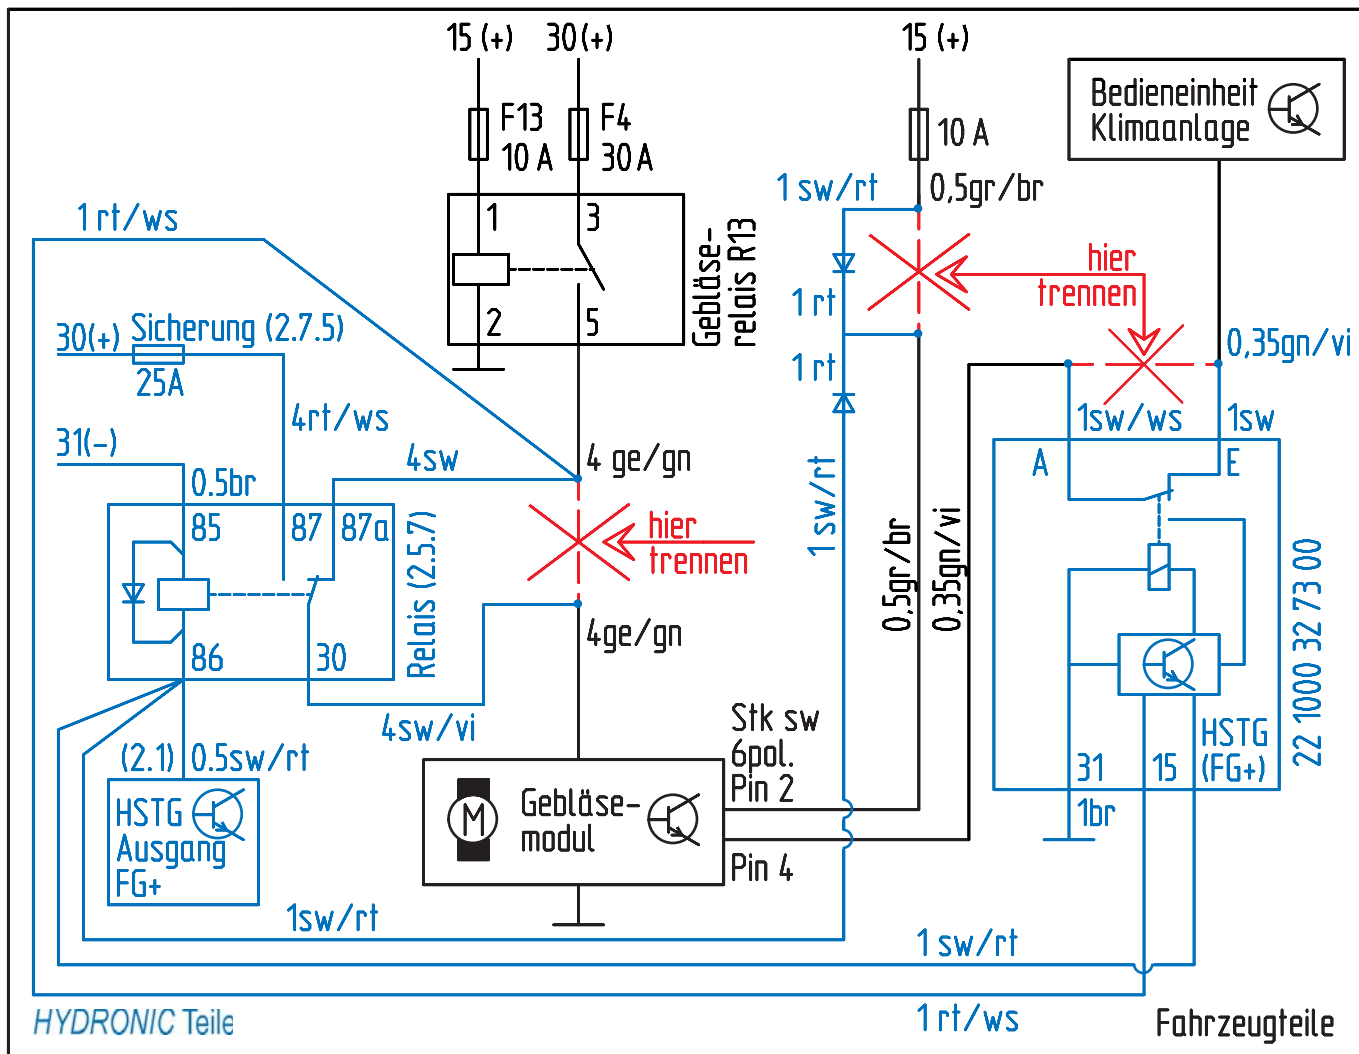 15 (+)
30 (+)
15 (+)
Bedieneinheit
Klimaanlage
F13
10 A
F4
30 A
10 A
1 sw/rt
0,5gr/br
1 rt/ws
1
3
2
5
Gebläse-
relais R13
hier
trennen
1 rt
1 rt
0,35gn/vi
30(+)
Sicherung (2.7.5)
25A
4rt/ws
31(-)
4sw
4 ge/gn
1sw/ws
1sw
A
E
0.5br
85
87
87a
hier
trennen
1sw/rt
0,5gr/br
0,35gn/vi
86
30
Relais (2.5.7)
4ge/gn
4sw/vi
22 1000 32 73 00
Stk sw
6pol.
Pin 2
Pin 4
(2.1)
0.5sw/rt
HSTG
Ausgang
FG+
M
Gebläse-
modul
31
15
HSTG
(FG+)
1br
1sw/rt
1 sw/rt
1 rt/ws
HYDRONIC Teile
Fahrzeugteile